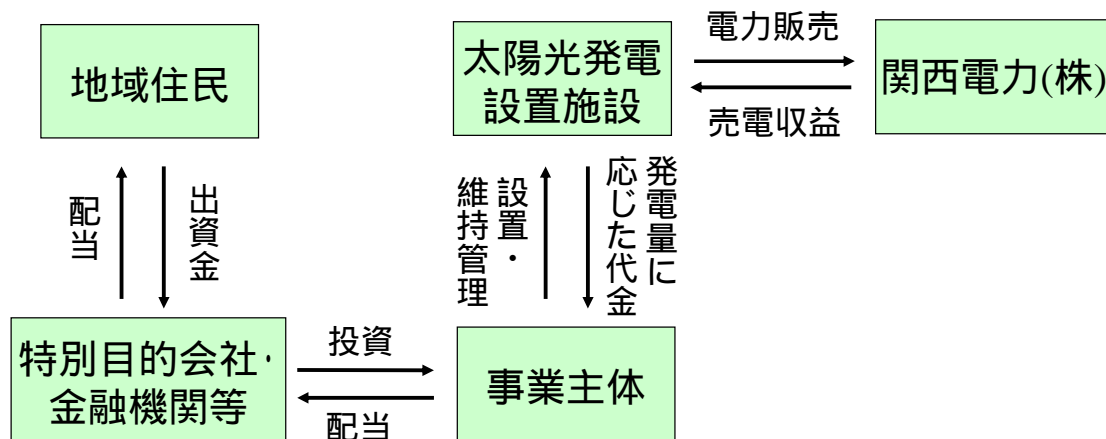 地域住民
太陽光発電
設置施設
電力販売
売電収益
関西電力(株)
配当
出資金
設置・
維持管理
発電量に
応じた代金
特別目的会社・
金融機関等
投資
配当
事業主体